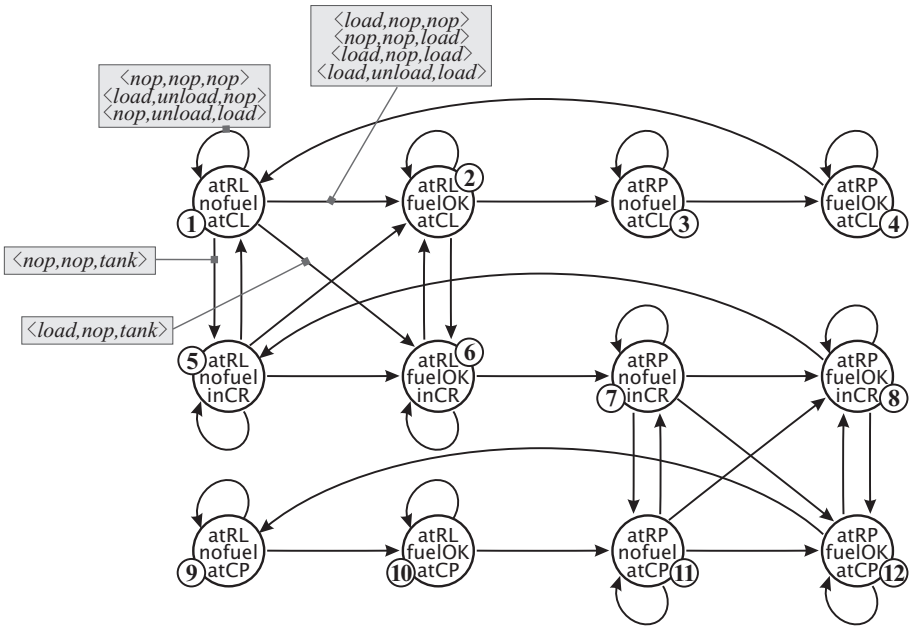 <load,nop,nop>
<nop,nop,load>
<load,nop,load>
<load,unload,load>
<nop,nop,nop>
<load,unload,nop>
<nop,unload,load>
atRL
nofuel
atCL
1
atRL
fuelOK
atCL
2
atRP
nofuel
atCL
3
atRP
fuelOK
atCL
4
<nop,nop,tank>
<load,nop,tank>
atRL
nofuel
inCR
5
atRL
fuelOK
inCR
6
atRP
nofuel
inCR
7
atRP
fuelOK
inCR
8
atRL
nofuel
atCP
9
atRL
fuelOK
atCP
10
atRP
nofuel
atCP
11
atRP
fuelOK
atCP
12